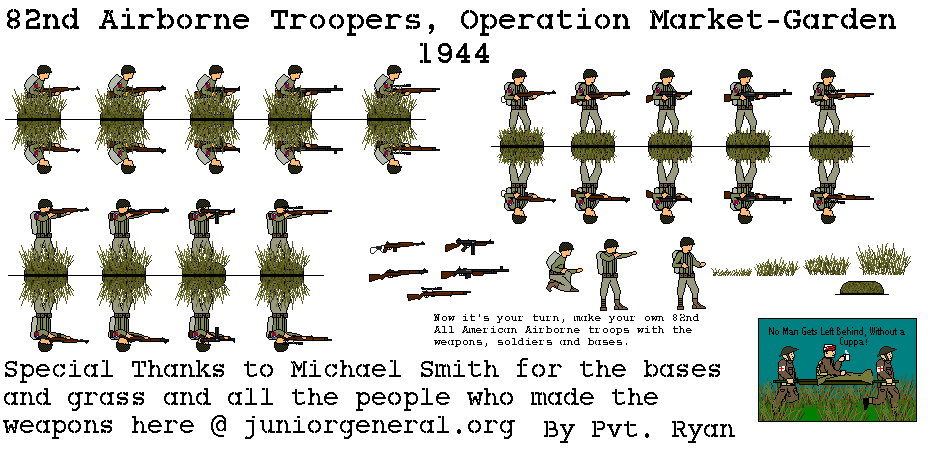 82nd Airborne Troopers, Operation Market-Garden
1944
Now it's your turn, make your own 82nd
All American Airborne troops with the
weapons, soldiers and bases.
No Man Gets Left Behind, Without a
Cuppa!
Special Thanks to Michael Smith for the bases
and grass and all the people who made the
weapons here @ juniorgeneral.org
By Pvt. Ryan